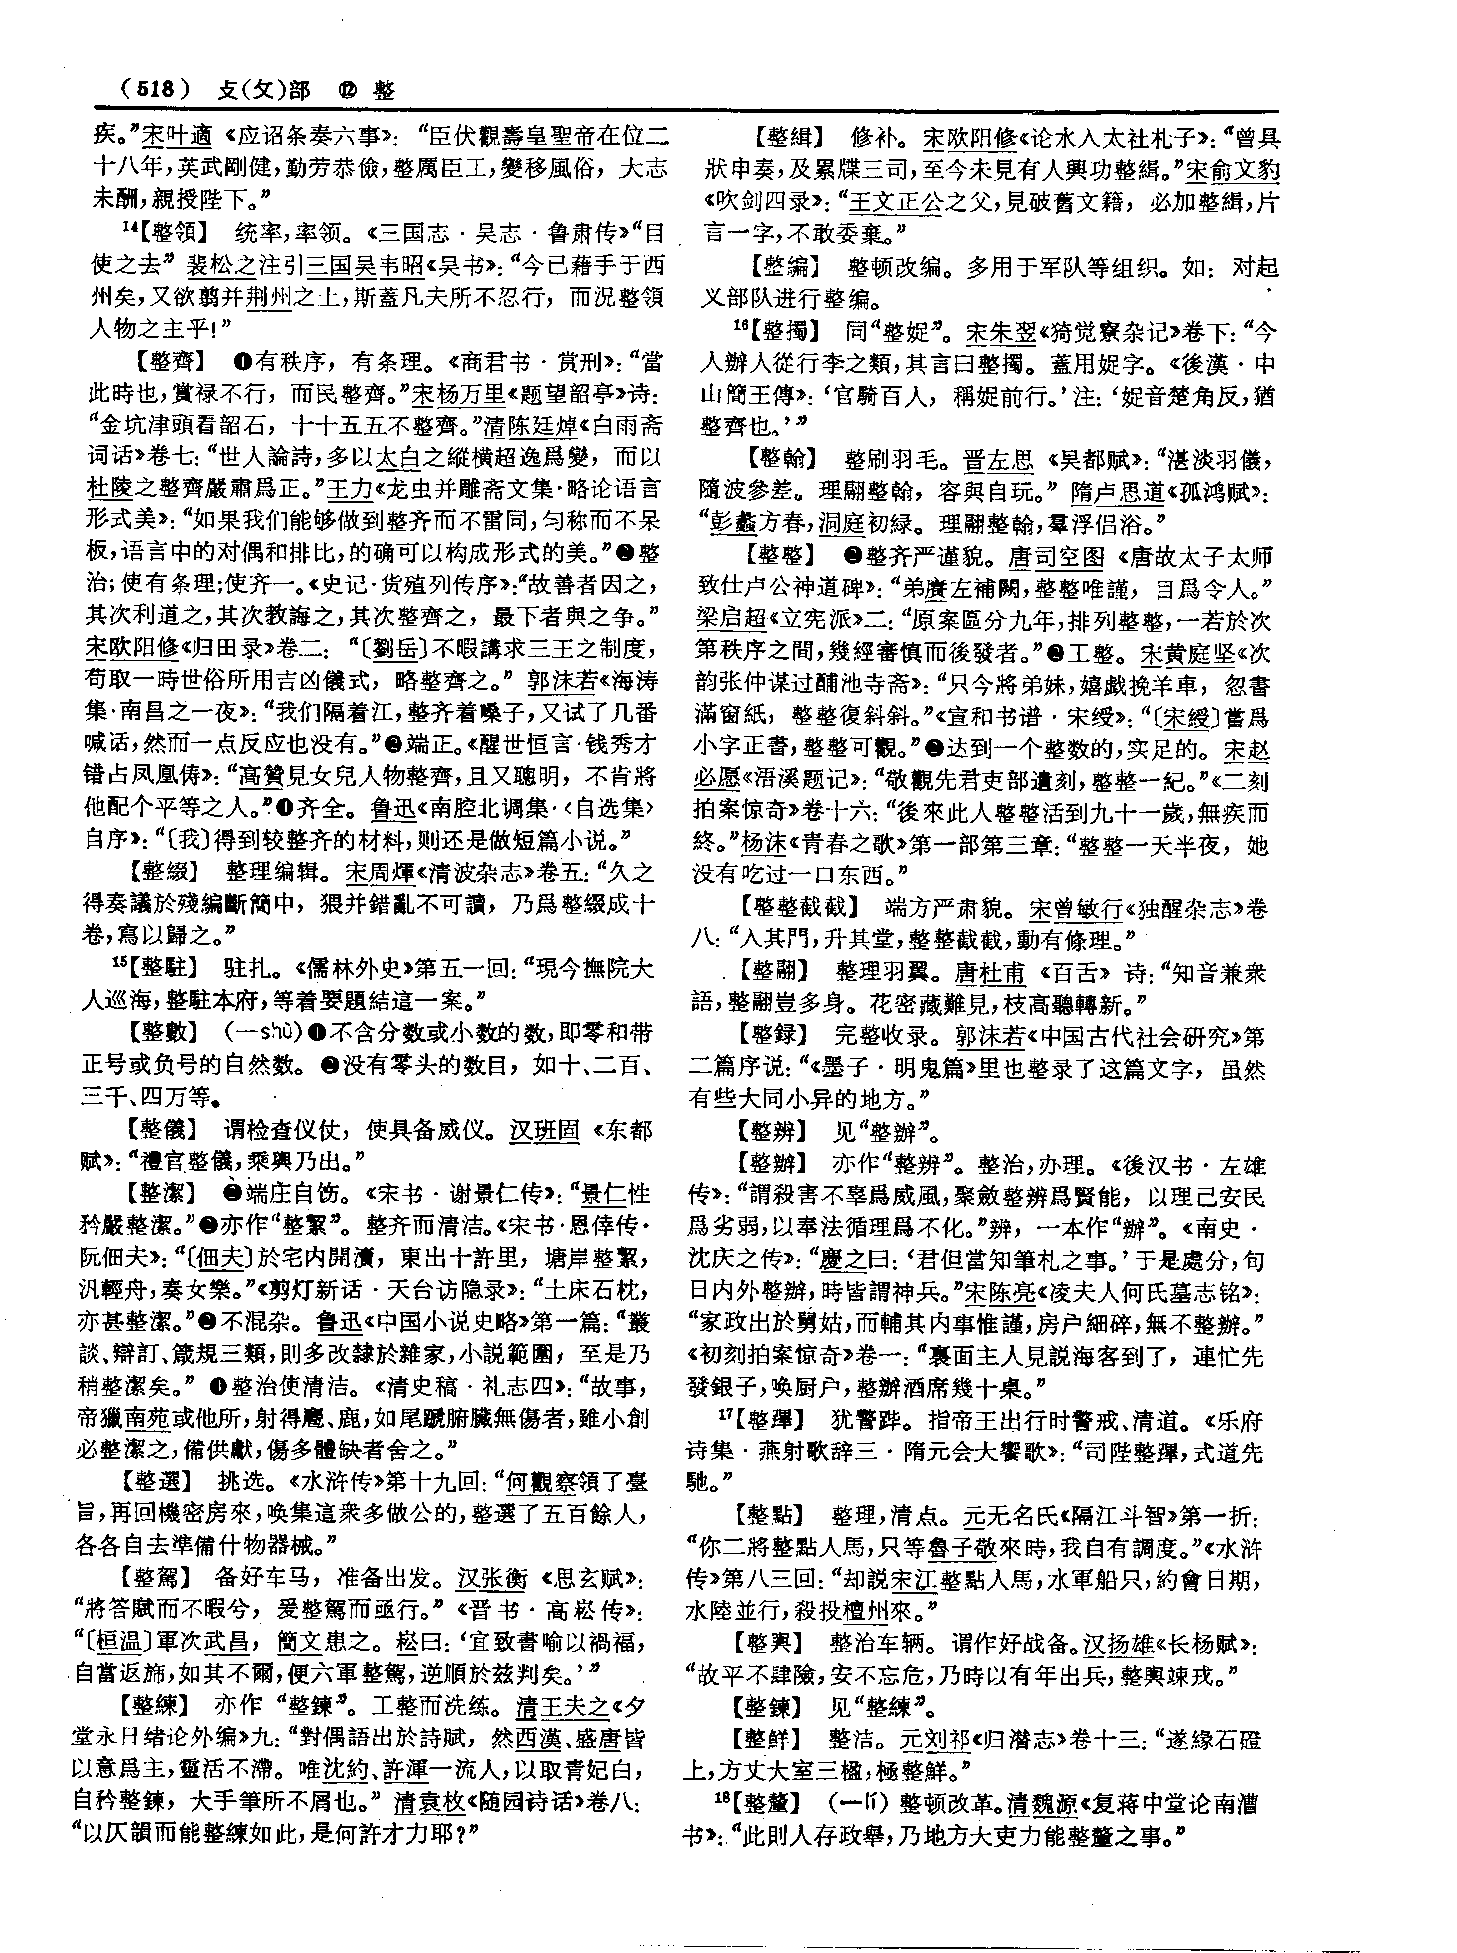 (518) 攴(攵)部 ⑫ 整
疾。”宋叶適《应诏条奏六事》：“臣伏觀壽皇聖帝在位二
十八年，英武剛健，勤劳恭儉，整厲臣工，變移風俗，大志
未酬，親授陛下。”
14【整領】 统率，率领。《三国志·吴志·鲁肃传》“目
使之去” 裴松之注引三国吴韦昭《吴书》：“今已藉手于西
州矣，又欲翦并荆州之土，斯蓋凡夫所不忍行，而況整領
人物之主乎！”
【整齊】 ❶有秩序，有条理。《商君书·赏刑》：“當
此時也，賞禄不行，而民整齊。”宋杨万里《题望韶亭》诗：
“金坑津頭看韶石，十十五五不整齊。”清陈廷焯《白雨斋
词话》卷七：“世人論詩，多以太白之縱横超逸爲變，而以
杜陵之整齊嚴肅爲正。”王力《龙虫并雕斋文集·略论语言
形式美》：“如果我们能够做到整齐而不雷同，匀称而不呆
板，语言中的对偶和排比，的确可以构成形式的美。”❷整
治；使有条理；使齐一。《史记·货殖列传序》：“故善者因之，
其次利道之，其次教誨之，其次整齊之，最下者與之争。”
宋欧阳修《归田录》卷二：“〔劉岳〕不暇講求三王之制度，
苟取一時世俗所用吉凶儀式，略整齊之。” 郭沫若《海涛
集·南昌之一夜》：“我们隔着江，整齐着嗓子，又试了几番
喊话，然而一点反应也没有。”❸端正。《醒世恒言·钱秀才
错占凤凰俦》：“高贊見女兒人物整齊，且又聰明，不肯將
他配个平等之人。”❹齐全。鲁迅《南腔北调集·〈自选集〉
自序》：“〔我〕得到较整齐的材料，则还是做短篇小说。”
【整缀】 整理编辑。宋周煇《清波杂志》卷五：“久之
得奏議於殘編斷簡中，猥并錯亂不可讀，乃爲整綴成十
卷，寫以歸之。”
15【整駐】 驻扎。《儒林外史》第五一回：“現今撫院大
人巡海，整駐本府，等着要題結這一案。”
【整數】 （－shù）❶不含分数或小数的数，即零和带
正号或负号的自然数。❷没有零头的数目，如十、二百、
三千、四万等。
【整儀】 谓检查仪仗，使具备威仪。汉班固《东都
赋》：“禮官整儀，乘輿乃出。”
【整潔】 ❶端庄自饬。《宋书·谢景仁传》：“景仁性
矜嚴整潔。”❷亦作“整絜”。整齐而清洁。《宋书·恩倖传·
阮佃夫》：“〔佃夫〕於宅内開瀆，東出十許里，塘岸整絜，
汎輕舟，奏女樂。”《剪灯新话·天台访隐录》：“土床石枕，
亦甚整潔。”❸不混杂。鲁迅《中国小说史略》第一篇：“叢
談、辯訂、箴規三類，則多改隸於雜家，小説範圍，至是乃
稍整潔矣。” ❹整治使清洁。《清史稿·礼志四》：“故事，
帝獵南苑或他所，射得麅、鹿，如尾蹏腑臟無傷者，雖小創
必整潔之，備供獻，傷多體缺者舍之。”
【整選】 挑选。《水浒传》第十九回：“何觀察領了臺
旨，再回機密房來，唤集這衆多做公的，整選了五百餘人，
各各自去準備什物器械。”
【整駕】 备好车马，准备出发。汉张衡《思玄赋》：
“將答賦而不暇兮，爰整駕而亟行。” 《晋书·高崧传》：
“〔桓温〕軍次武昌，簡文患之。崧曰：‘宜致書喻以禍福，
自當返旆，如其不爾，便六軍整駕，逆順於兹判矣。’”
【整練】 亦作 “整鍊”。工整而洗练。清王夫之《夕
堂永日绪论外编》九：“對偶語出於詩賦，然西漢、盛唐皆
以意爲主，靈活不滯。唯沈約、許渾一流人，以取青妃白，
自矜整鍊，大手筆所不屑也。”清袁枚《随园诗话》卷八：
“以仄韻而能整練如此，是何許才力耶？”
【整緝】 修补。宋欧阳修《论水入太社札子》：“曾具
狀申奏，及累牒三司，至今未見有人興功整緝。”宋俞文豹
《吹剑四录》：“王文正公之父，見破舊文籍，必加整緝，片
言一字，不敢委棄。”
【整编】 整顿改编。多用于军队等组织。如：对起
义部队进行整编。
16【整擉】 同“整娖”。宋朱翌《猗觉寮杂记》卷下：“今
人辦人從行李之類，其言曰整擉。蓋用娖字。《後漢·中
山簡王傳》：‘官騎百人，稱娖前行。’注：‘娖音楚角反，猶
整齊也。’”
【整翰】 整刷羽毛。晋左思《吴都赋》：“湛淡羽儀，
隨波參差。理翮整翰，容與自玩。” 隋卢思道《孤鸿赋》：
“彭蠡方春，洞庭初緑。理翮整翰，羣浮侣浴。”
【整整】 ❶整齐严谨貌。唐司空图《唐故太子太师
致仕卢公神道碑》：“弟賡左補闕，整整唯謹，目爲令人。”
梁启超《立宪派》二：“原案區分九年，排列整整，一若於次
第秩序之間，幾經審慎而後發者。”❷工整。宋黄庭坚《次
韵张仲谋过酺池寺斋》：“只今將弟妹，嬉戲挽羊車，忽書
滿窗紙，整整復斜斜。”《宣和书谱·宋绶》：“〔宋綬〕嘗爲
小字正書，整整可觀。”❸达到一个整数的，实足的。宋赵
必愿《浯溪题记》：“敬觀先君吏部遺刻，整整一紀。”《二刻
拍案惊奇》卷十六：“後來此人整整活到九十一歲，無疾而
終。”杨沫《青春之歌》第一部第三章：“整整一天半夜，她
没有吃过一口东西。”
【整整截截】 端方严肃貌。宋曾敏行《独醒杂志》卷
八：“入其門，升其堂，整整截截，動有條理。”
【整翮】 整理羽翼。唐杜甫《百舌》诗：“知音兼衆
語，整翮豈多身。花密藏難見，枝高聽轉新。”
【整録】 完整收录。郭沫若《中国古代社会研究》第
二篇序说：“《墨子·明鬼篇》里也整录了这篇文字，虽然
有些大同小异的地方。”
【整辨】 见“整辦”。
【整辦】 亦作“整辨”。整治，办理。《後汉书·左雄
传》：“謂殺害不辜爲威風，聚斂整辨爲賢能，以理己安民
爲劣弱，以奉法循理爲不化。”辨，一本作“辦”。《南史·
沈庆之传》：“慶之曰：‘君但當知筆札之事。’于是處分，旬
日内外整辦，時皆謂神兵。”宋陈亮《凌夫人何氏墓志铭》：
“家政出於舅姑，而輔其内事惟謹，房户細碎，無不整辦。”
《初刻拍案惊奇》卷一：“裏面主人見説海客到了，連忙先
發銀子，唤厨户，整辦酒席幾十桌。”
17【整蹕】 犹警跸。指帝王出行时警戒、清道。《乐府
诗集·燕射歌辞三·隋元会大饗歌》：“司陛整蹕，式道先
馳。”
【整點】 整理，清点。元无名氏《隔江斗智》第一折：
“你二將整點人馬，只等魯子敬來時，我自有調度。”《水浒
传》第八三回：“却説宋江整點人馬，水軍船只，約會日期，
水陸並行，殺投檀州來。”
【整輿】 整治车辆。谓作好战备。汉扬雄《长杨赋》：
“故平不肆險，安不忘危，乃時以有年出兵，整輿竦戎。”
【整鍊】 见“整練”。
【整鮮】 整洁。元刘祁《归潜志》卷十三：“遂緣石磴
上，方丈大室三楹，極整鮮。”
18【整釐】 （－lí）整顿改革。清魏源《复蒋中堂论南漕
书》：“此則人存政舉，乃地方大吏力能整釐之事。”